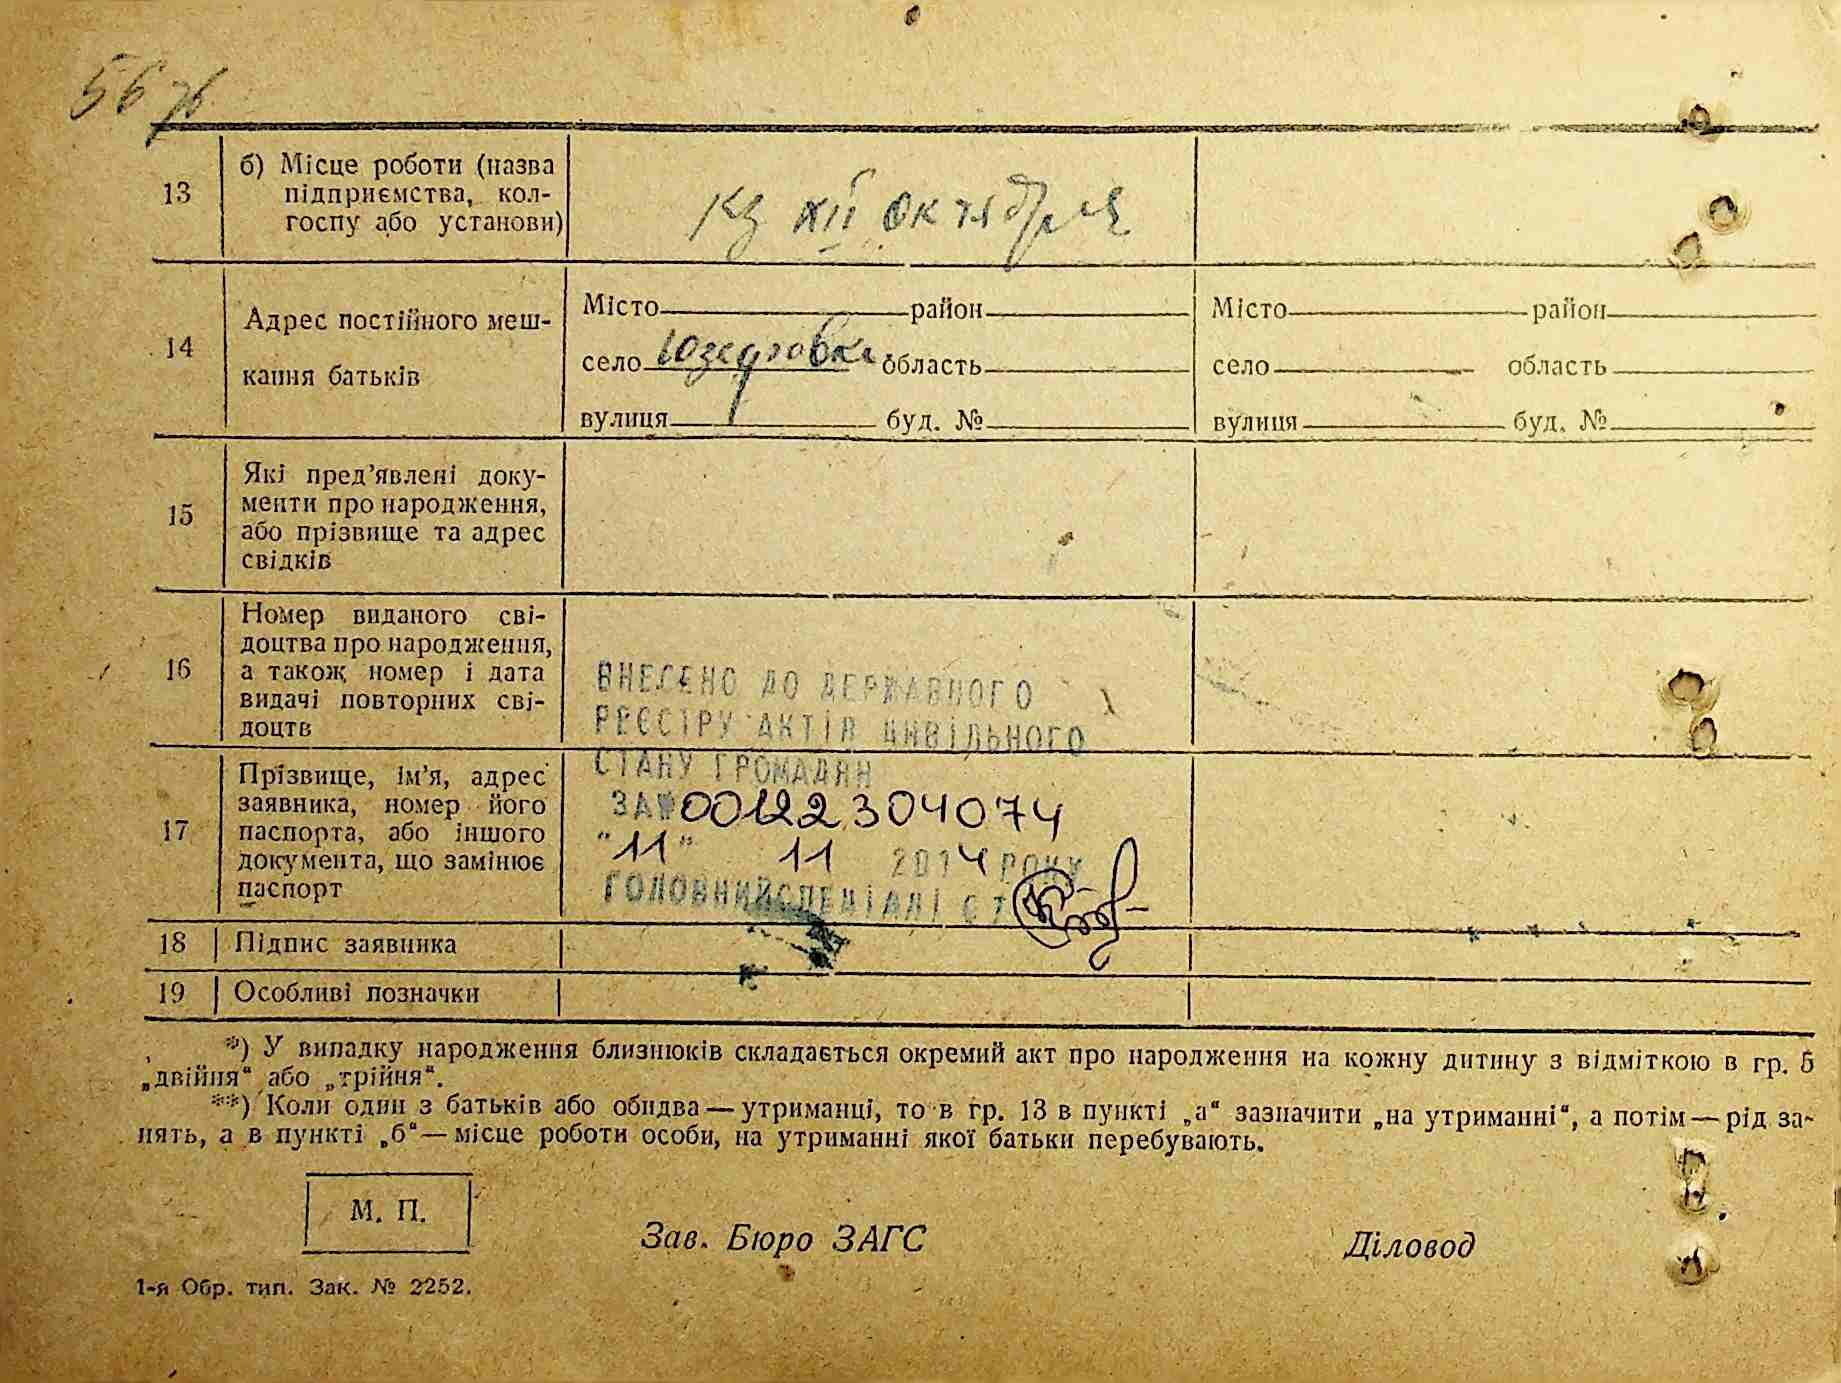 56
13
б) Місце роботи (назва
підприємства, кол-
госпу або установи)
кз XII Октября
14
Адрес постійного меш-
кання батьків
Місто район
село область
вулиця буд. №
Місто район
село область
вулиця буд. №
15
Які пред’явлені доку-
менти про народження,
або прізвище та адрес
свідків
16
Номер виданого сві-
доцтва про народження,
а також номер і дата
видачі повторних сві-
доцтв
ВНЕСЕНО ДО ДЕРЖАВНОГО
РЕЄСТРУ АКТІВ ЦИВІЛЬНОГО
СТАНУ ГРОМАДЯН
ЗА № 00122304074
"11" 11 2014 РОКУ
ГОЛОВНИЙ СПЕЦІАЛІСТ
17
Прізвище, ім’я, адрес
заявника, номер його
паспорта, або іншого
документа, що замінює
паспорт
18 Підпис заявника
19 Особливі позначки
*) У випадку народження близнюків складається окремий акт про народження на кожну дитину з відміткою в гр. 5
„двійня“ або „трійня“.
**) Коли один з батьків або обидва — утриманці, то в гр. 13 в пункті „а“ зазначити „на утриманні“, а потім — рід за-
нять, а в пункті „б“ — місце роботи особи, на утриманні якої батьки перебувають.
М. П.
Зав. Бюро ЗАГС
Діловод
1-я Обр. тип. Зак. № 2252.